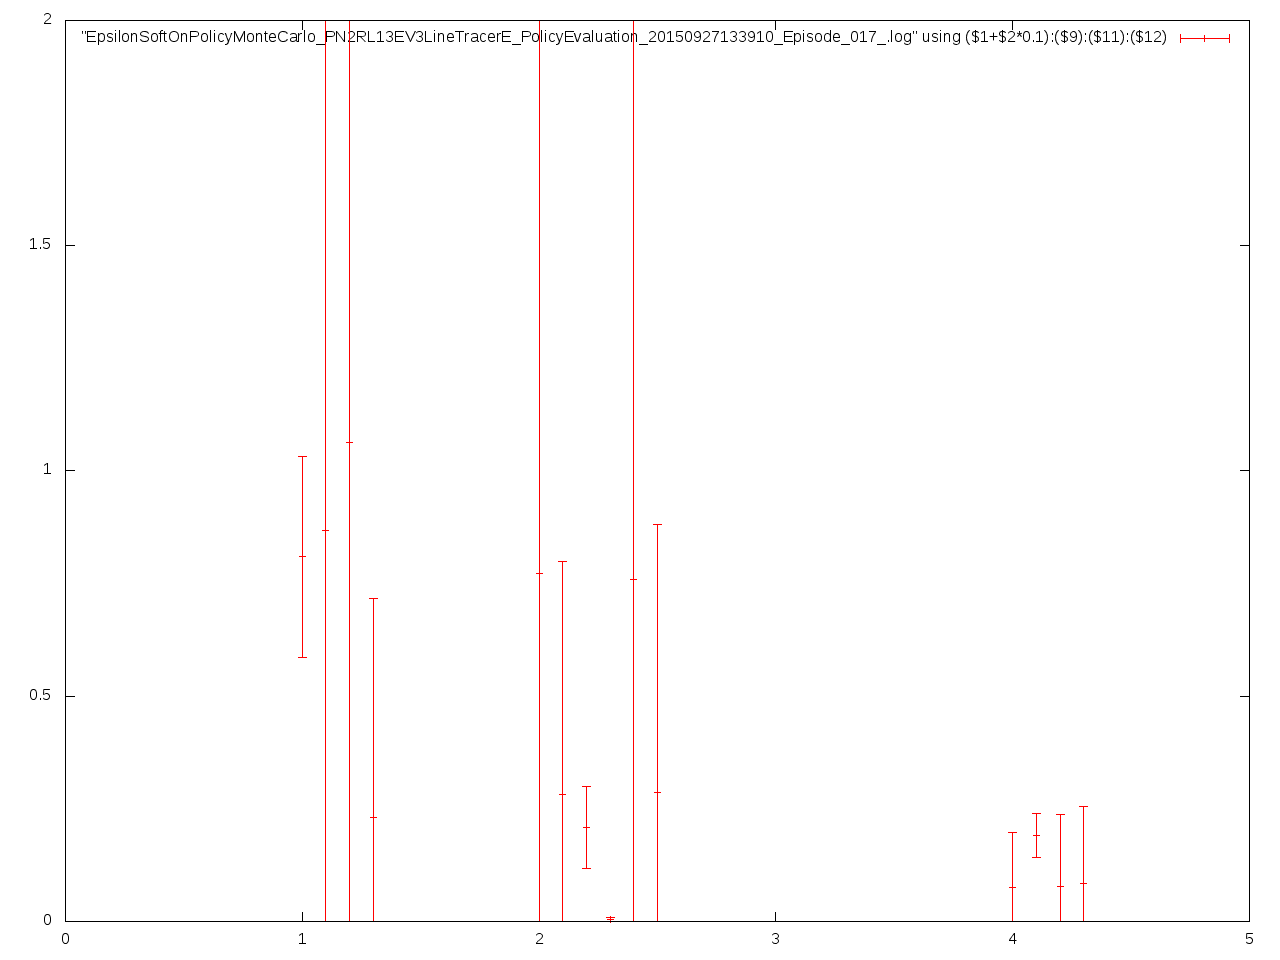 2
"EpsilonSoftOnPolicyMonteCarlo_PN2RL13EV3LineTracerE_PolicyEvaluation_20150927133910_Episode_017_.log" using ($1+$2*0.1):($9):($11):($12)
1.5
1
0.5
0
0 1 2 3 4 5